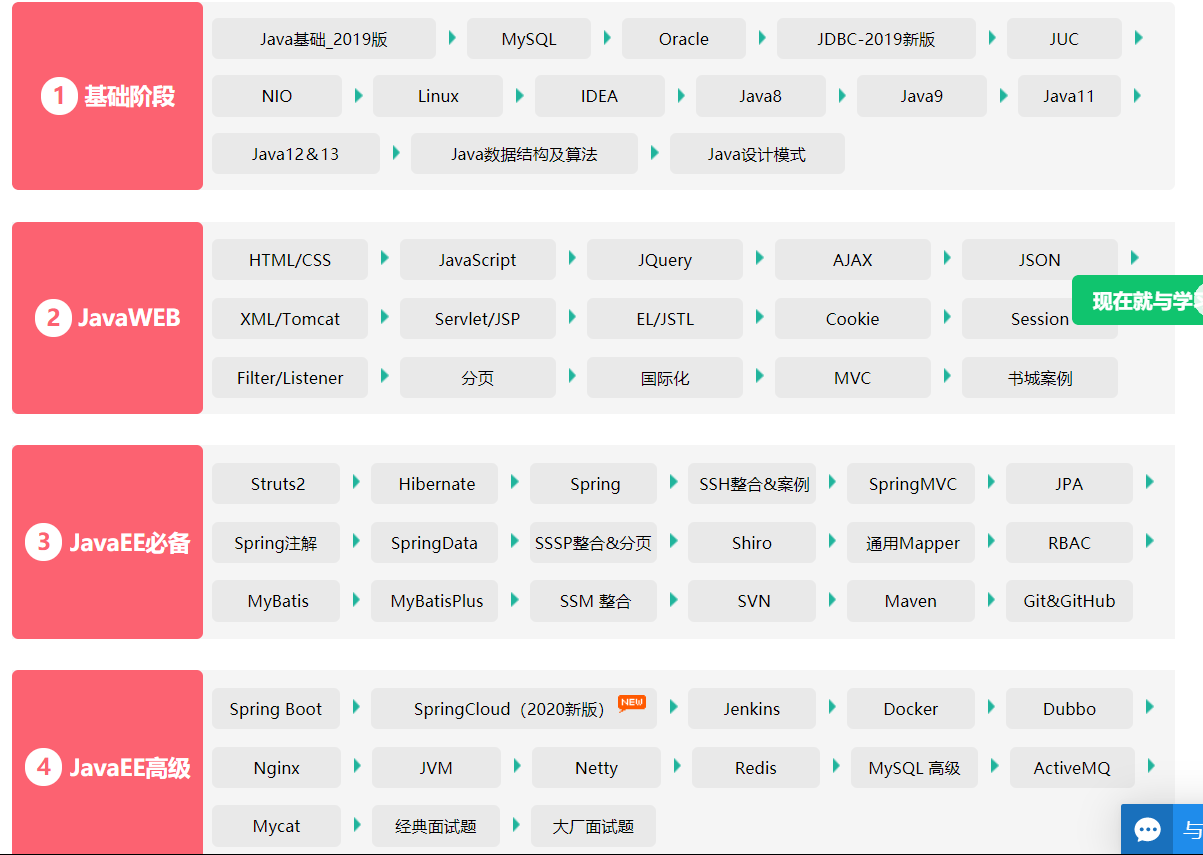 1 基础阶段
Java基础_2019版 MySQL Oracle JDBC-2019新版 JUC
NIO Linux IDEA Java8 Java9 Java11
Java12&13 Java数据结构及算法 Java设计模式
2 JavaWEB
HTML/CSS JavaScript JQuery AJAX JSON
XML/Tomcat Servlet/JSP EL/JSTL Cookie Session
Filter/Listener 分页 国际化 MVC 书城案例
现在就与学
3 JavaEE必备
Struts2 Hibernate Spring SSH整合&案例 SpringMVC JPA
Spring注解 SpringData SSSP整合&分页 Shiro 通用Mapper RBAC
MyBatis MyBatisPlus SSM 整合 SVN Maven Git&GitHub
4 JavaEE高级
Spring Boot SpringCloud（2020新版） NEW Jenkins Docker Dubbo
Nginx JVM Netty Redis MySQL 高级 ActiveMQ
Mycat 经典面试题 大厂面试题
与